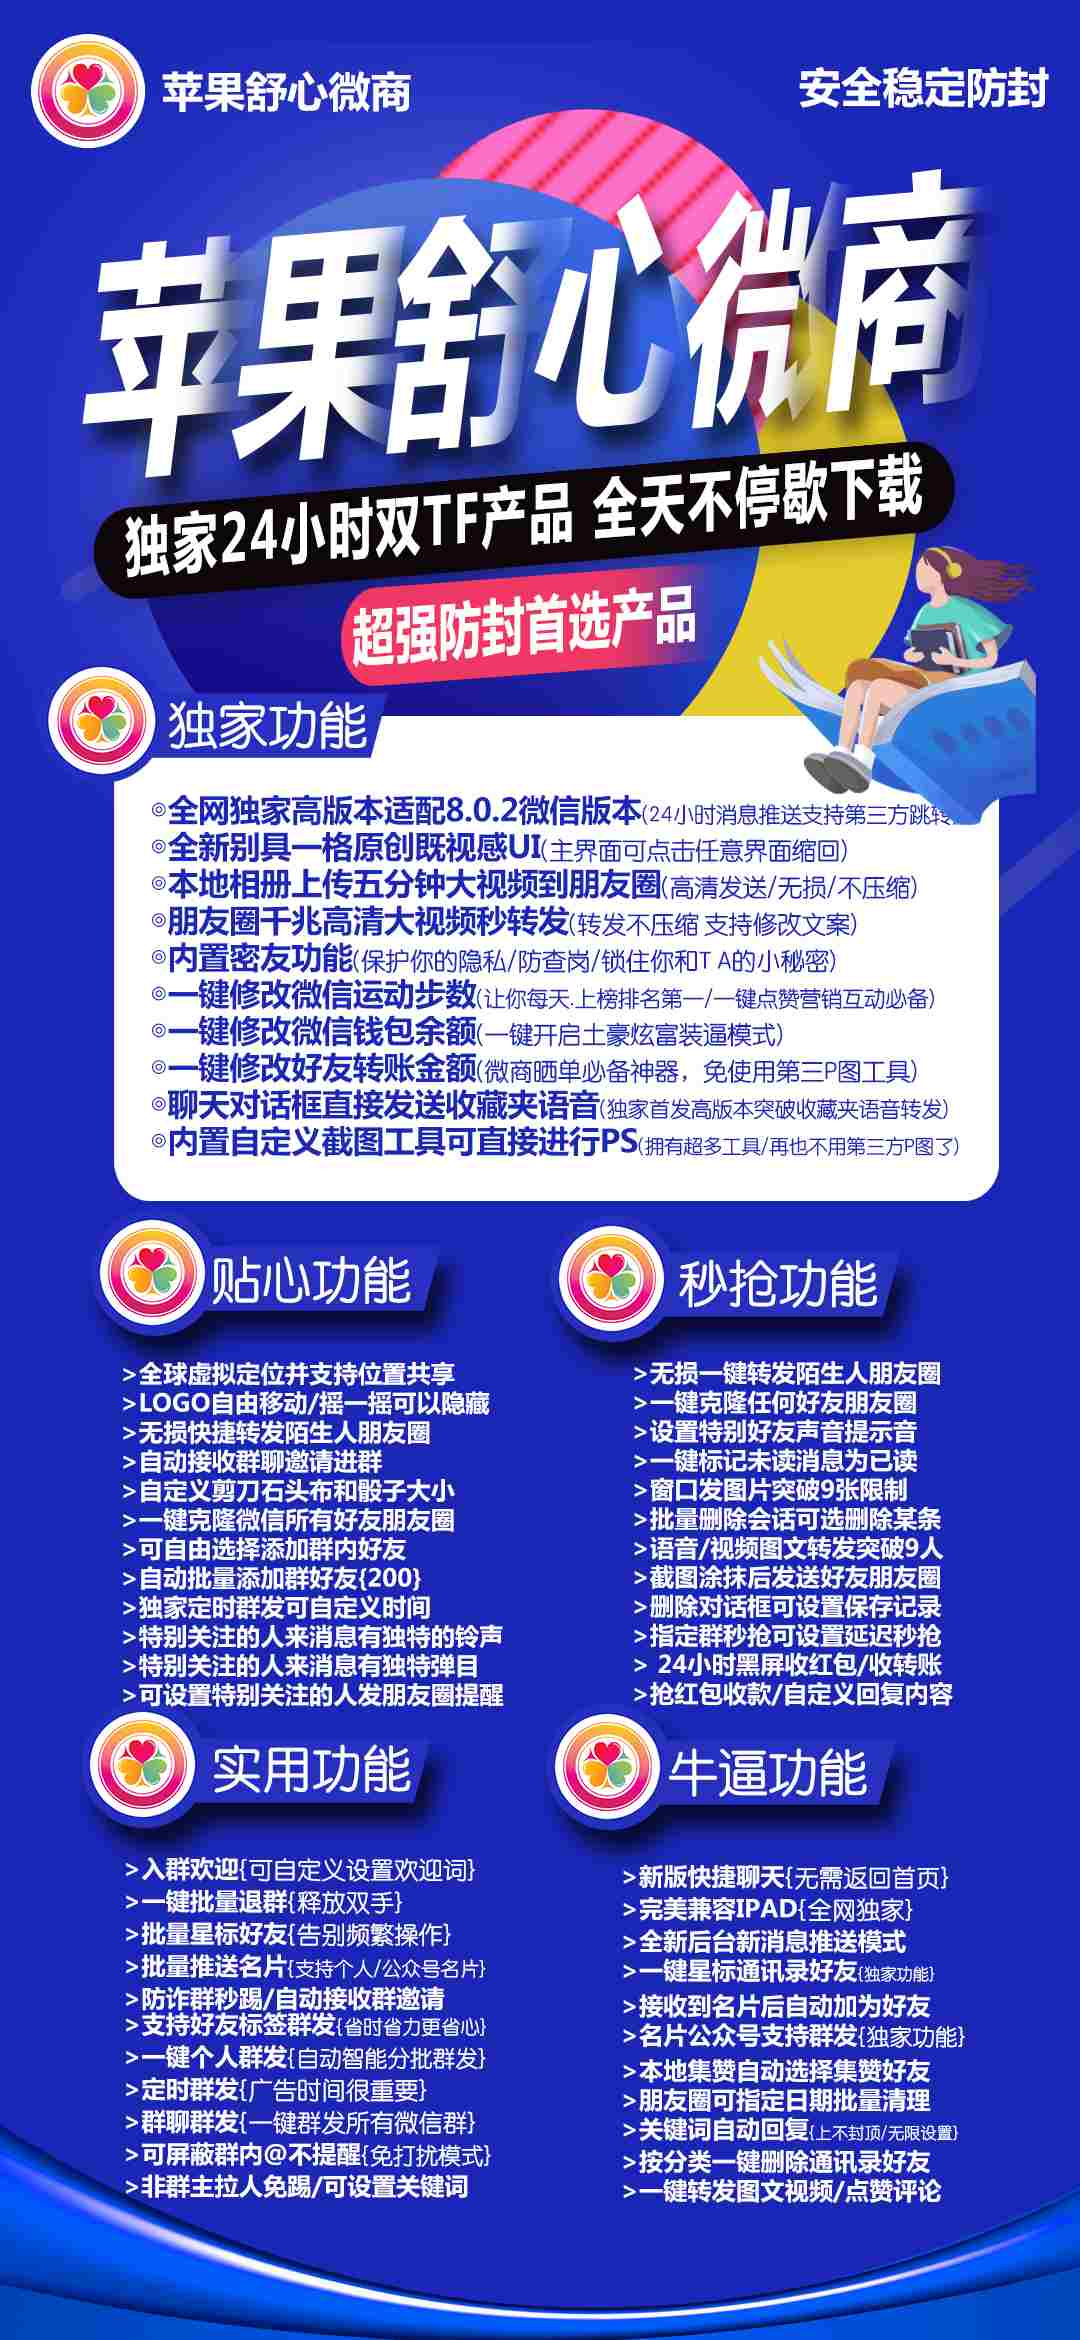 苹果舒心微商
安全稳定防封
苹果舒心微商
独家24小时双TF产品 全天不停歇下载
超强防封首选产品
独家功能
◎全网独家高版本适配8.0.2微信版本(24小时消息推送支持第三方跳转
◎全新别具一格原创既视感UI(主界面可点击任意界面缩回)
◎本地相册上传五分钟大视频到朋友圈(高清发送/无损/不压缩)
◎朋友圈千兆高清大视频秒转发(转发不压缩 支持修改文案)
◎内置密友功能(保护你的隐私/防查岗/锁住你和T A的小秘密)
◎一键修改微信运动步数(让你每天.上榜排名第一/一键点赞营销互动必备)
◎一键修改微信钱包余额(一键开启土豪炫富装逼模式)
◎一键修改好友转账金额(微商晒单必备神器，免使用第三P图工具)
◎聊天对话框直接发送收藏夹语音(独家首发高版本突破收藏夹语音转发)
◎内置自定义截图工具可直接进行PS(拥有超多工具/再也不用第三方P图了)
贴心功能
>全球虚拟定位并支持位置共享
>LOGO自由移动/摇一摇可以隐藏
>无损快捷转发陌生人朋友圈
>自动接收群聊邀请进群
>自定义剪刀石头布和骰子大小
>一键克隆微信所有好友朋友圈
>可自由选择添加群内好友
>自动批量添加群好友{200}
>独家定时群发可自定义时间
>特别关注的人来消息有独特的铃声
>特别关注的人来消息有独特弹目
>可设置特别关注的人发朋友圈提醒
秒抢功能
>无损一键转发陌生人朋友圈
>一键克隆任何好友朋友圈
>设置特别好友声音提示音
>一键标记未读消息为已读
>窗口发图片突破9张限制
>批量删除会话可选删除某条
>语音/视频图文转发突破9人
>截图涂抹后发送好友朋友圈
>删除对话框可设置保存记录
>指定群秒抢可设置延迟秒抢
> 24小时黑屏收红包/收转账
>抢红包收款/自定义回复内容
实用功能
>入群欢迎{可自定义设置欢迎词}
>一键批量退群{释放双手}
>批量星标好友{告别频繁操作}
>批量推送名片{支持个人/公众号名片}
>防诈群秒踢/自动接收群邀请
>支持好友标签群发{省时省力更省心}
>一键个人群发{自动智能分批群发}
>定时群发{广告时间很重要}
>群聊群发{一键群发所有微信群}
>可屏蔽群内@不提醒{免打扰模式}
>非群主拉人免踢/可设置关键词
牛逼功能
>新版快捷聊天{无需返回首页}
>完美兼容IPAD{全网独家}
>全新后台新消息推送模式
>一键星标通讯录好友{独家功能}
>接收到名片后自动加为好友
>名片公众号支持群发{独家功能}
>本地集赞自动选择集赞好友
>朋友圈可指定日期批量清理
>关键词自动回复{上不封顶/无限设置}
>按分类一键删除通讯录好友
>一键转发图文视频/点赞评论